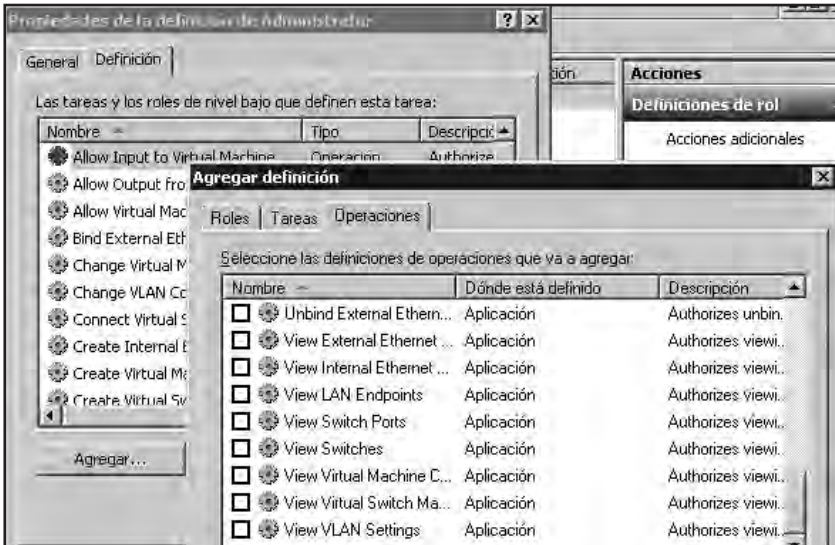 Propiedades de la definición de Administrator
General Definición
Las tareas y los roles de nivel bajo que definen esta tarea:
Nombre Tipo Descripció
Allow Input to Virtual Machine Operación Authorize
Allow Output fro
Allow Virtual Mac
Bind External Eth
Change Virtual M
Change VLAN Co
Connect Virtual S
Create Internal E
Create Virtual Ma
Create Virtual Sw
Agregar...
ción
Acciones
Definiciones de rol
Acciones adicionales
Agregar definición
Roles Tareas Operaciones
Seleccione las definiciones de operaciones que va a agregar:
Nombre Dónde está definido Descripción
Unbind External Ethern... Aplicación Authorizes unbin.
View External Ethernet ... Aplicación Authorizes viewi..
View Internal Ethernet ... Aplicación Authorizes viewi..
View LAN Endpoints Aplicación Authorizes viewi..
View Switch Ports Aplicación Authorizes viewi..
View Switches Aplicación Authorizes viewi..
View Virtual Machine C... Aplicación Authorizes viewi..
View Virtual Switch Ma... Aplicación Authorizes viewi..
View VLAN Settings Aplicación Authorizes viewi..